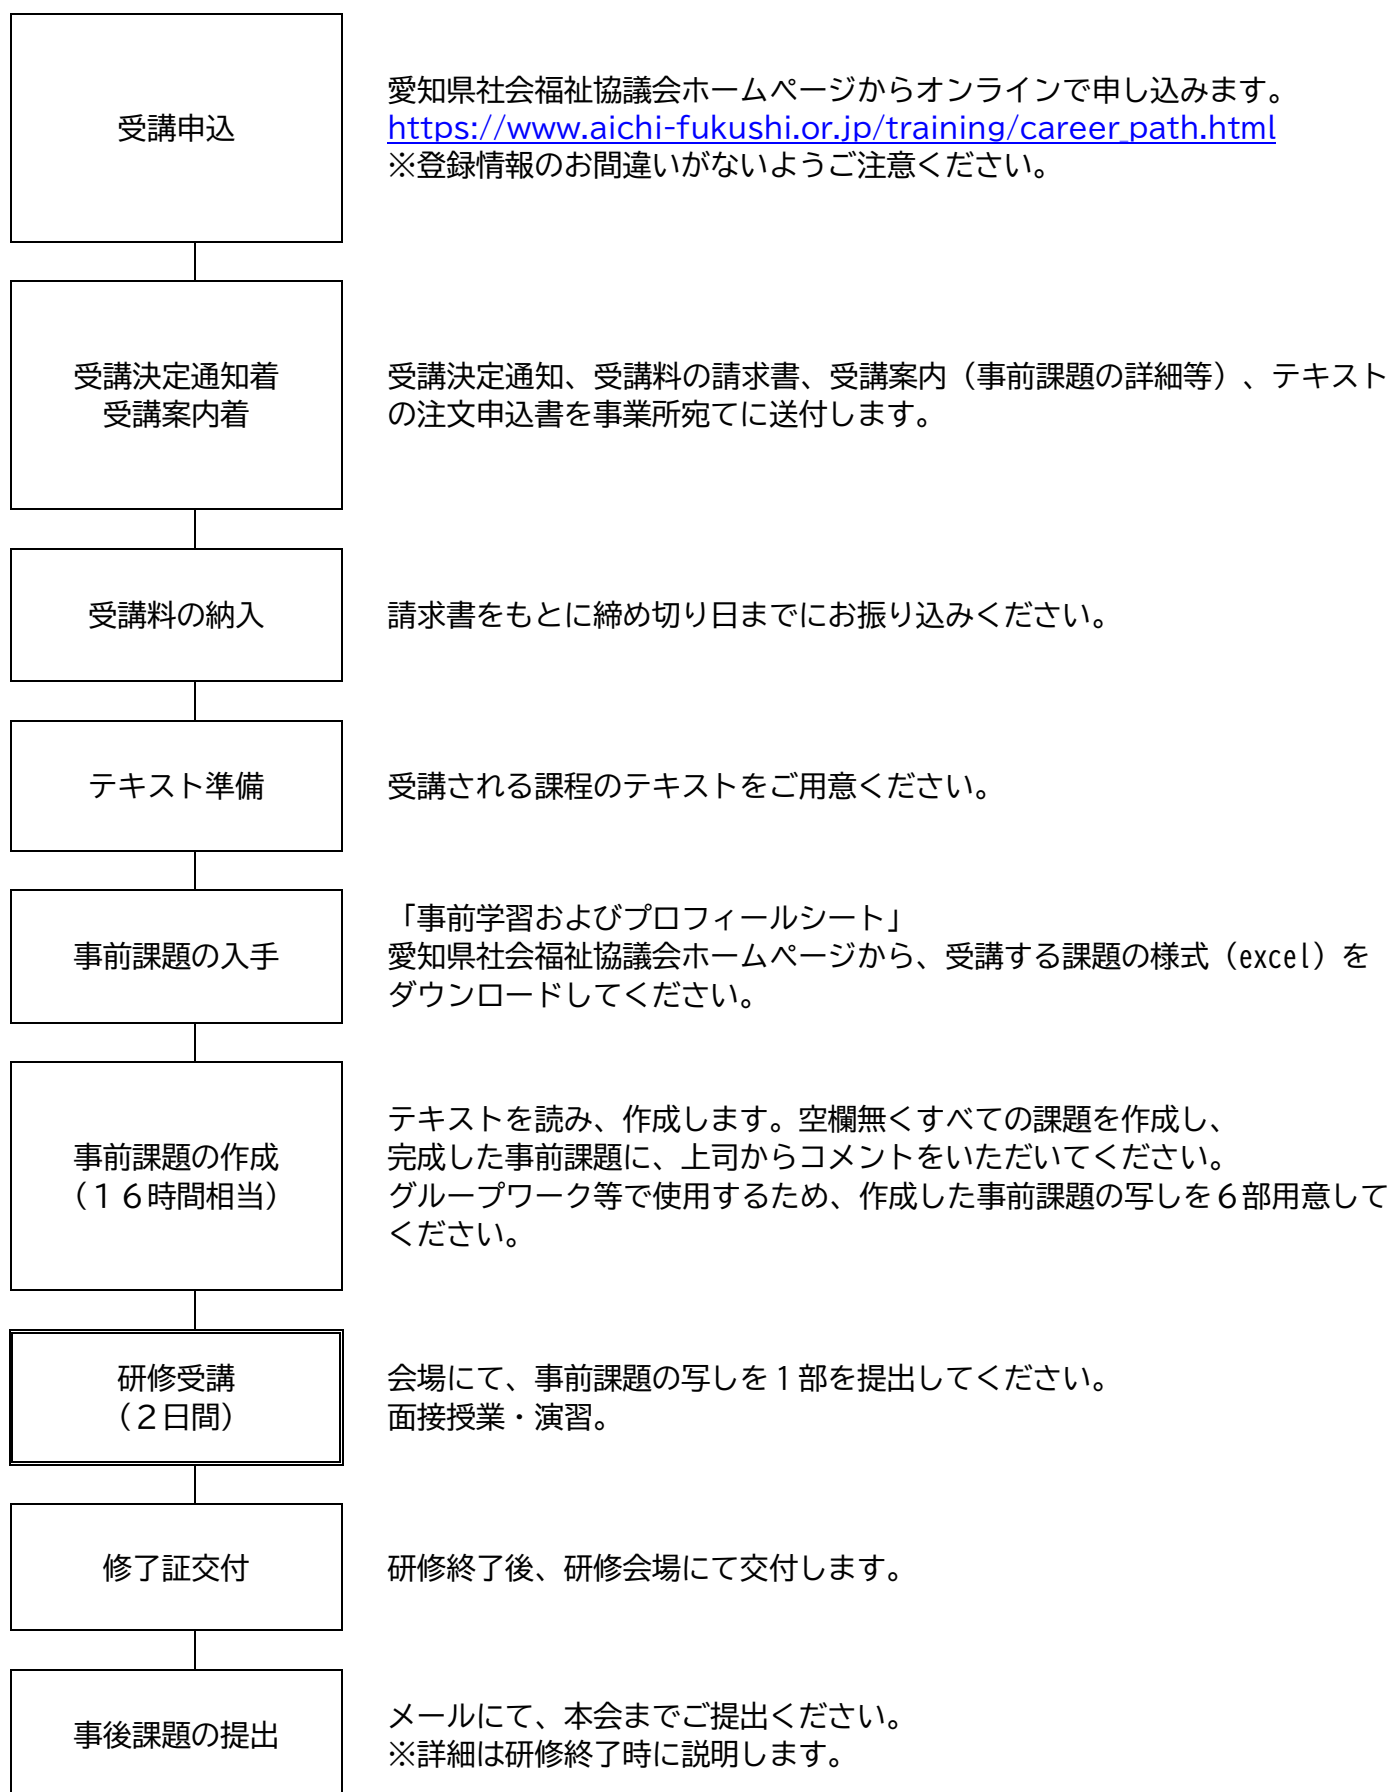 受講申込
愛知県社会福祉協議会ホームページからオンラインで申し込みます。
https://www.aichi-fukushi.or.jp/training/career_path.html
※登録情報のお間違いがないようご注意ください。
受講決定通知着
受講案内着
受講決定通知、受講料の請求書、受講案内（事前課題の詳細等）、テキスト
の注文申込書を事業所宛てに送付します。
受講料の納入
請求書をもとに締め切り日までにお振り込みください。
テキスト準備
受講される課程のテキストをご用意ください。
事前課題の入手
「事前学習およびプロフィールシート」
愛知県社会福祉協議会ホームページから、受講する課題の様式（excel）を
ダウンロードしてください。
事前課題の作成
（１６時間相当）
テキストを読み、作成します。空欄無くすべての課題を作成し、
完成した事前課題に、上司からコメントをいただいてください。
グループワーク等で使用するため、作成した事前課題の写しを６部用意して
ください。
研修受講
（２日間）
会場にて、事前課題の写しを１部を提出してください。
面接授業・演習。
修了証交付
研修終了後、研修会場にて交付します。
事後課題の提出
メールにて、本会までご提出ください。
※詳細は研修終了時に説明します。